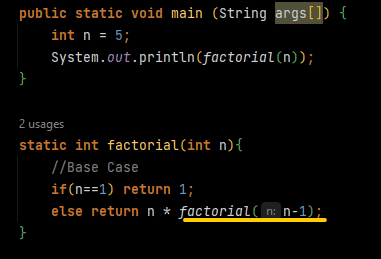 public static void main (String args[]) {
int n = 5;
System.out.println(factorial(n));
}
2 usages
static int factorial(int n){
//Base Case
if(n==1) return 1;
else return n * factorial( n: n-1);
}